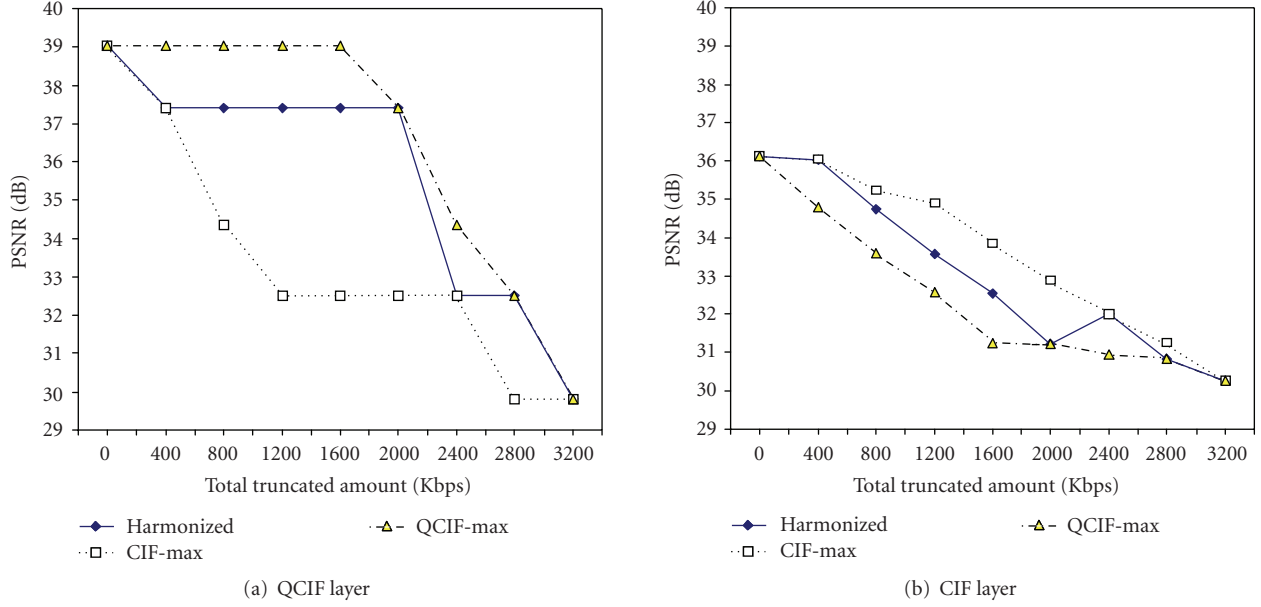 40
39
38
37
36
35
34
33
32
31
30
29
PSNR (dB)
0 400 800 1200 1600 2000 2400 2800 3200
Total truncated amount (Kbps)
Harmonized
QCIF-max
CIF-max
(a) QCIF layer
40
39
38
37
36
35
34
33
32
31
30
29
PSNR (dB)
0 400 800 1200 1600 2000 2400 2800 3200
Total truncated amount (Kbps)
Harmonized
QCIF-max
CIF-max
(b) CIF layer